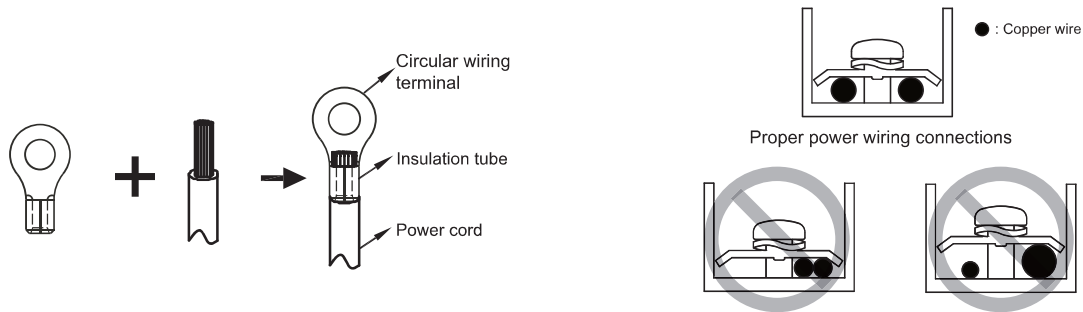 Circular wiring
terminal
Insulation tube
Power cord
: Copper wire
Proper power wiring connections